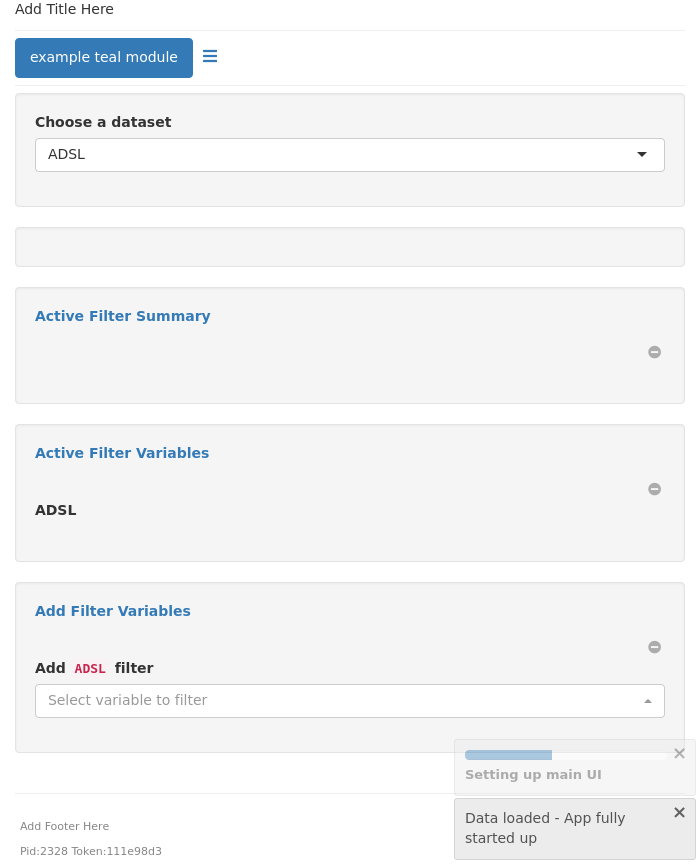 Add Title Here
example teal module
Choose a dataset
ADSL
Active Filter Summary
Active Filter Variables
ADSL
Add Filter Variables
Add ADSL filter
Select variable to filter
Setting up main UI
Data loaded - App fully
started up
Add Footer Here
Pid:2328 Token:111e98d3